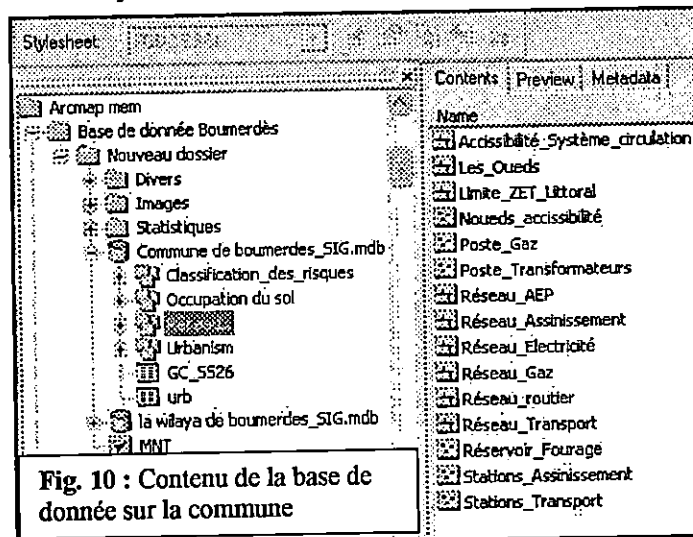 Stylesheet:
Contents Preview Metadata
Arcmap mem
Base de donnée Boumerdès
Nouveau dossier
Divers
Images
Statistiques
Commune de boumerdes_SIG.mdb
Classification_des_risques
Occupation du sol
Urbanism
GC_5526
urb
la wilaya de boumerdes_SIG.mdb
MNT
Name
Accissibilité_Système_circulation
Les_Oueds
Limite_ZET_Littoral
Noueds_accissibilité
Poste_Gaz
Poste_Transformateurs
Réseau_AEP
Réseau_Assinissement
Réseau_Electricité
Réseau_Gaz
Réseau_routier
Réseau_Transport
Réservoir_Fourage
Stations_Assinissement
Stations_Transport
Fig. 10 : Contenu de la base de
donnée sur la commune